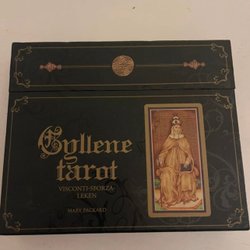 Gyllene
tarot
VISCONTI-SFORZA-
LEKEN
MARY PACKARD